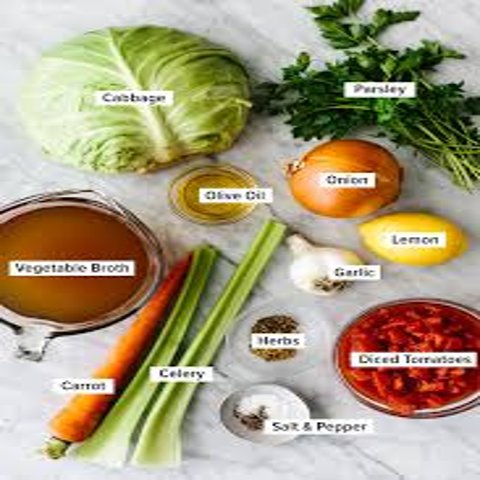 Cabbage
Parsley
Onion
Olive Oil
Lemon
Vegetable Broth
Garlic
Herbs
Diced Tomatoes
Celery
Carrot
Salt & Pepper